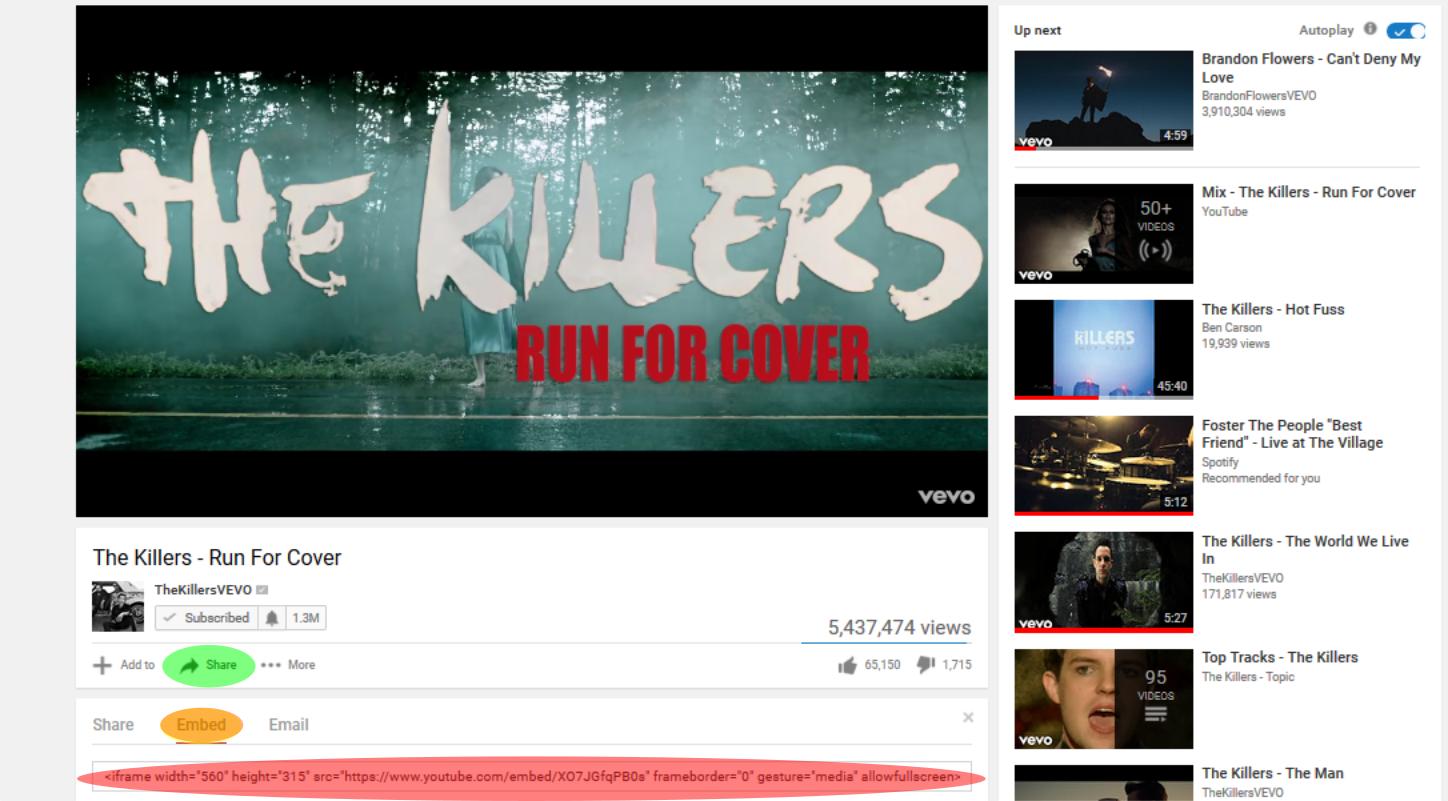 THE KILLERS
RUN FOR COVER
vevo
The Killers - Run For Cover
TheKillersVEVO
Subscribed 1.3M
5,437,474 views
Add to Share More 65,150 1,715
Share Embed Email
<iframe width="560" height="315" src="https://www.youtube.com/embed/XO7JGfqPB0s" frameborder="0" gesture="media" allowfullscreen>
Up next Autoplay
Brandon Flowers - Can't Deny My
Love
BrandonFlowersVEVO
3,910,304 views
vevo 4:59
Mix - The Killers - Run For Cover
YouTube
50+
VIDEOS
vevo
The Killers - Hot Fuss
Ben Carson
19,939 views
KILLERS
HOT FUSS
45:40
Foster The People "Best
Friend" - Live at The Village
Spotify
Recommended for you
5:12
The Killers - The World We Live
In
TheKillersVEVO
171,817 views
vevo 5:27
Top Tracks - The Killers
The Killers - Topic
95
VIDEOS
vevo
The Killers - The Man
TheKillersVEVO